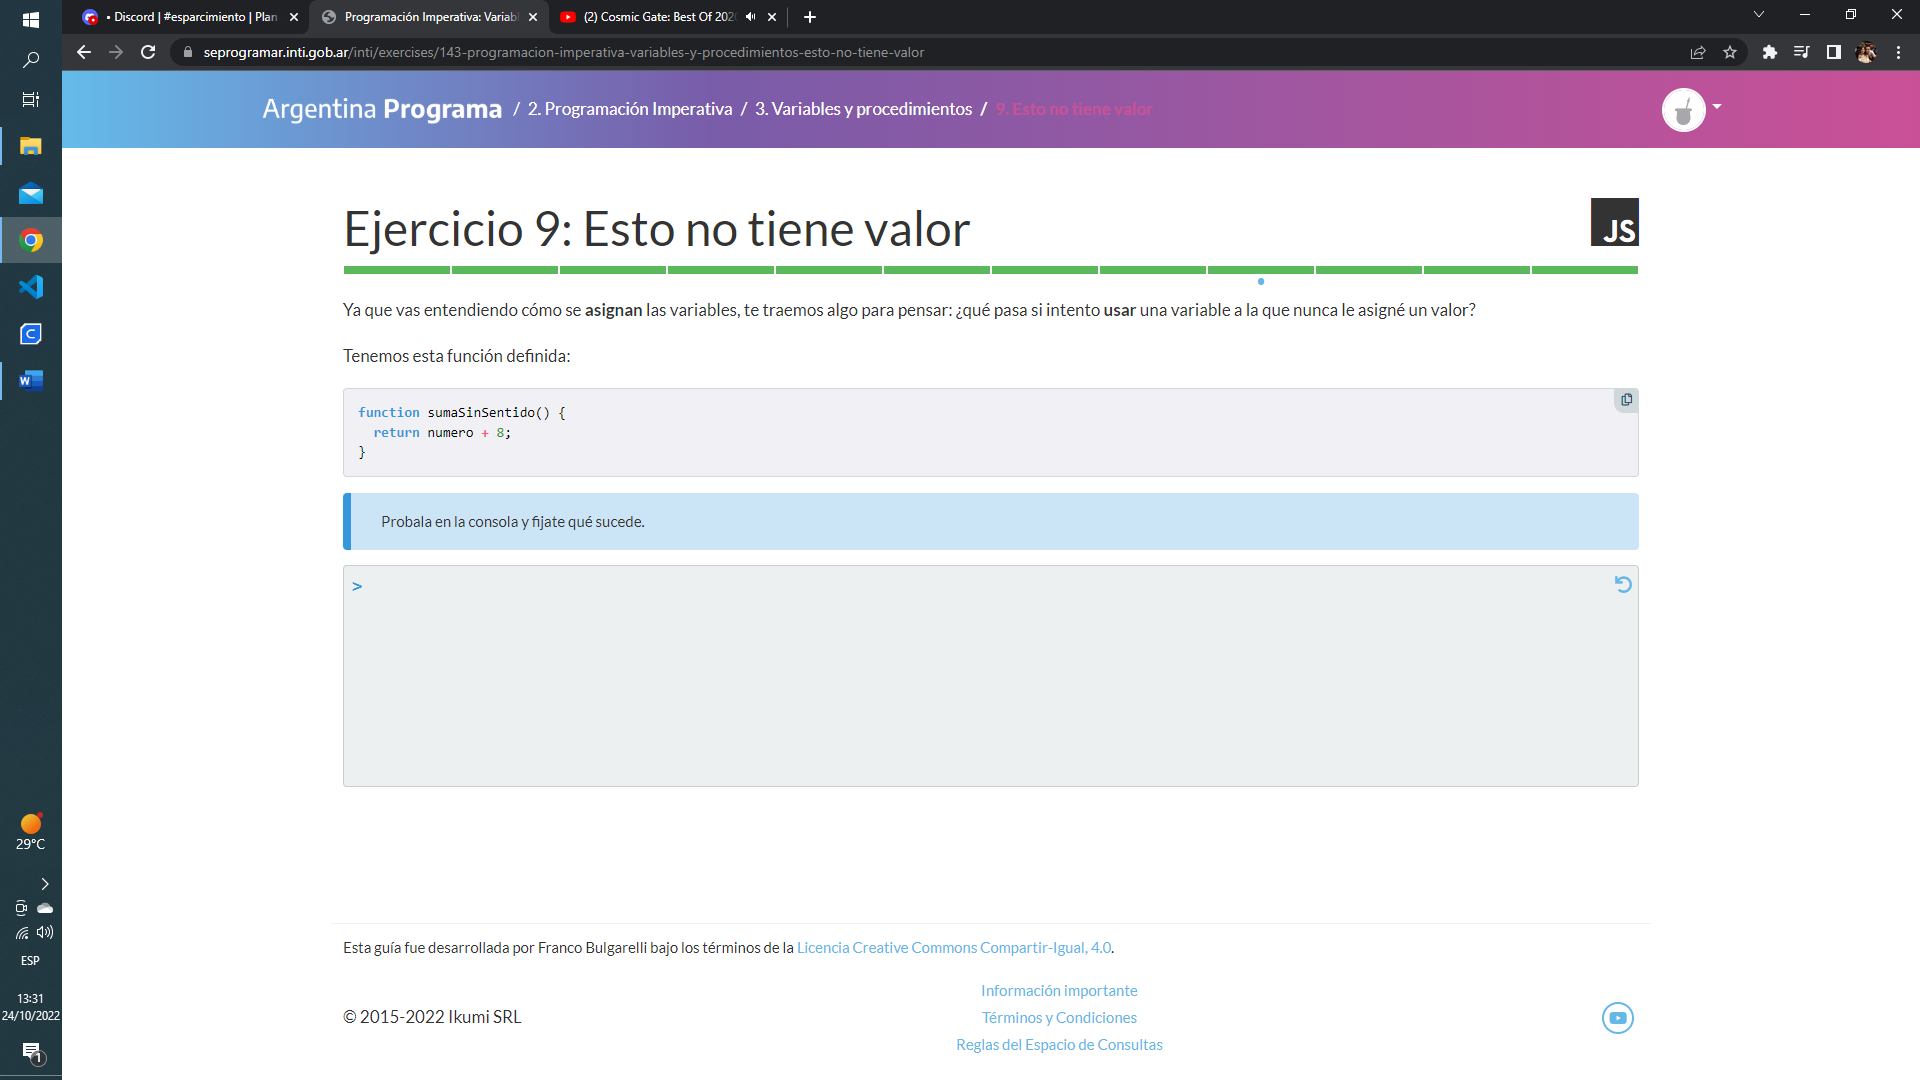 • Discord | #esparcimiento | Plan
Programación Imperativa: Variabl
(2) Cosmic Gate: Best Of 202
seprogramar.inti.gob.ar/inti/exercises/143-programacion-imperativa-variables-y-procedimientos-esto-no-tiene-valor
Argentina Programa / 2. Programación Imperativa / 3. Variables y procedimientos / 9. Esto no tiene valor
Ejercicio 9: Esto no tiene valor
JS
Ya que vas entendiendo cómo se asignan las variables, te traemos algo para pensar: ¿qué pasa si intento usar una variable a la que nunca le asigné un valor?
Tenemos esta función definida:
function sumaSinSentido() {
return numero + 8;
}
Probala en la consola y fijate qué sucede.
>
29°C
ESP
13:31
24/10/2022
1
Esta guía fue desarrollada por Franco Bulgarelli bajo los términos de la Licencia Creative Commons Compartir-Igual, 4.0.
© 2015-2022 Ikumi SRL
Información importante
Términos y Condiciones
Reglas del Espacio de Consultas